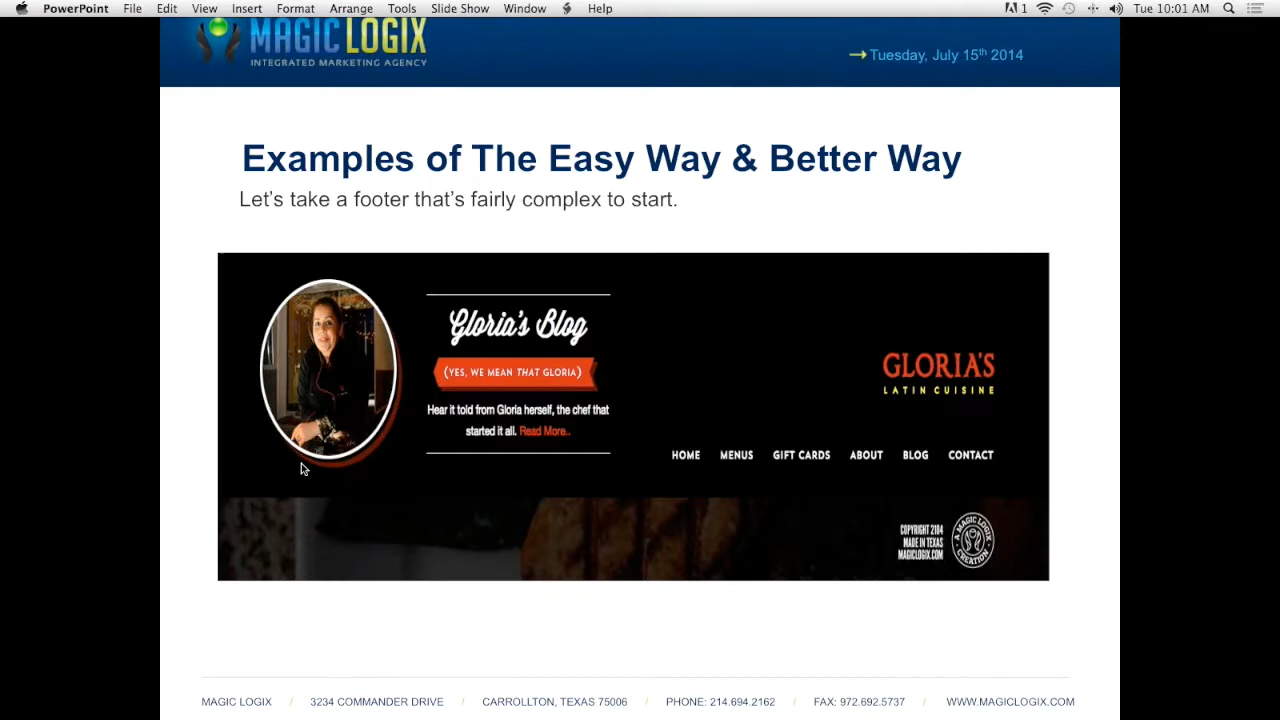 PowerPoint File Edit View Insert Format Arrange Tools Slide Show Window Help 1 Tue 10:01 AM
MAGIC LOGIX
INTEGRATED MARKETING AGENCY
Tuesday, July 15th 2014
Examples of The Easy Way & Better Way
Let's take a footer that's fairly complex to start.
Gloria's Blog
(YES, WE MEAN THAT GLORIA)
Hear it told from Gloria herself, the chef that
started it all. Read More..
GLORIA'S
LATIN CUISINE
HOME MENUS GIFT CARDS ABOUT BLOG CONTACT
COPYRIGHT 2104
MADE IN TEXAS
MAGICLOGIX.COM
A MAGIC LOGIX
CREATION
MAGIC LOGIX / 3234 COMMANDER DRIVE / CARROLLTON, TEXAS 75006 / PHONE: 214.694.2162 / FAX: 972.692.5737 / WWW.MAGICLOGIX.COM